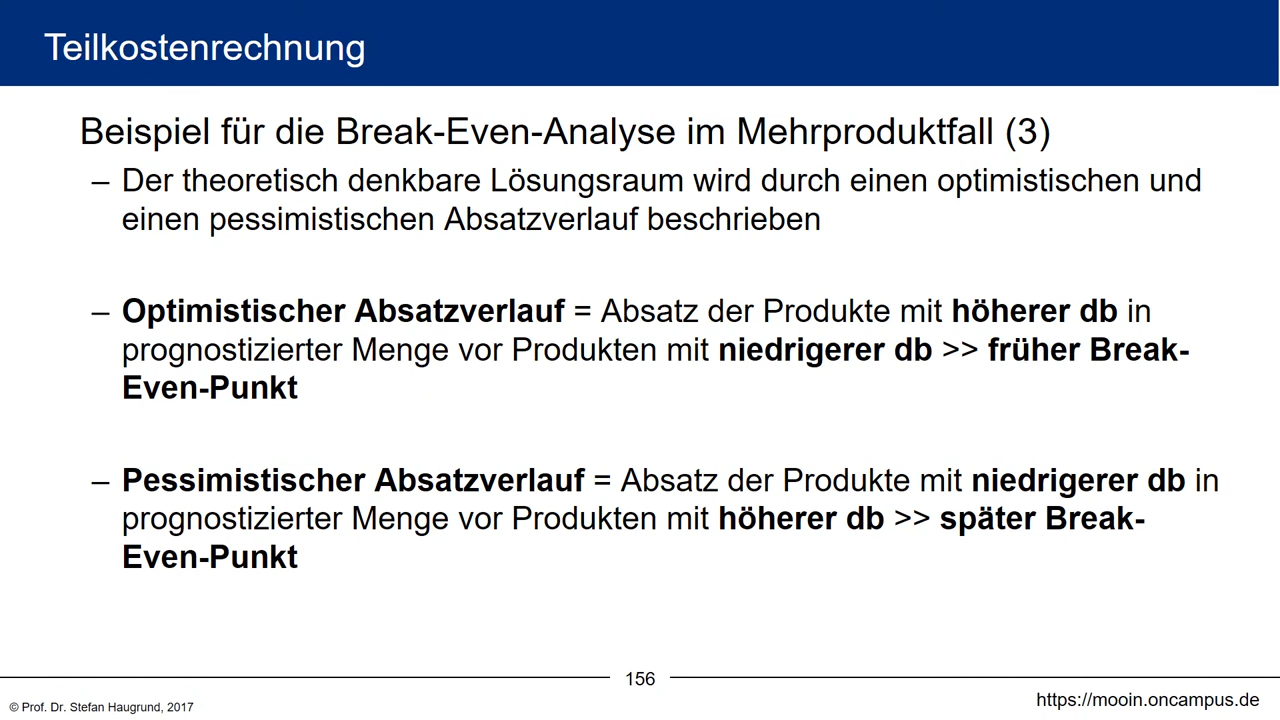 Teilkostenrechnung
Beispiel für die Break-Even-Analyse im Mehrproduktfall (3)
– Der theoretisch denkbare Lösungsraum wird durch einen optimistischen und
einen pessimistischen Absatzverlauf beschrieben
– Optimistischer Absatzverlauf = Absatz der Produkte mit höherer db in
prognostizierter Menge vor Produkten mit niedrigerer db >> früher Break-
Even-Punkt
– Pessimistischer Absatzverlauf = Absatz der Produkte mit niedrigerer db in
prognostizierter Menge vor Produkten mit höherer db >> später Break-
Even-Punkt
156
© Prof. Dr. Stefan Haugrund, 2017
https://mooin.oncampus.de